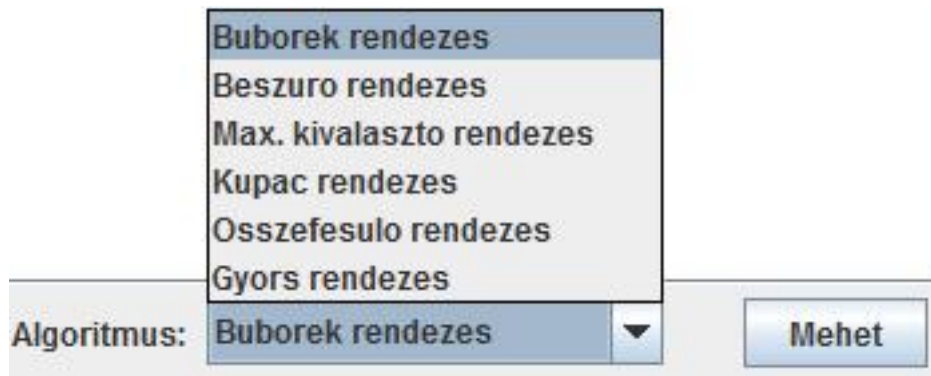 Buborek rendezes
Beszuro rendezes
Max. kivalaszto rendezes
Kupac rendezes
Osszefesulo rendezes
Gyors rendezes
Algoritmus: Buborek rendezes Mehet